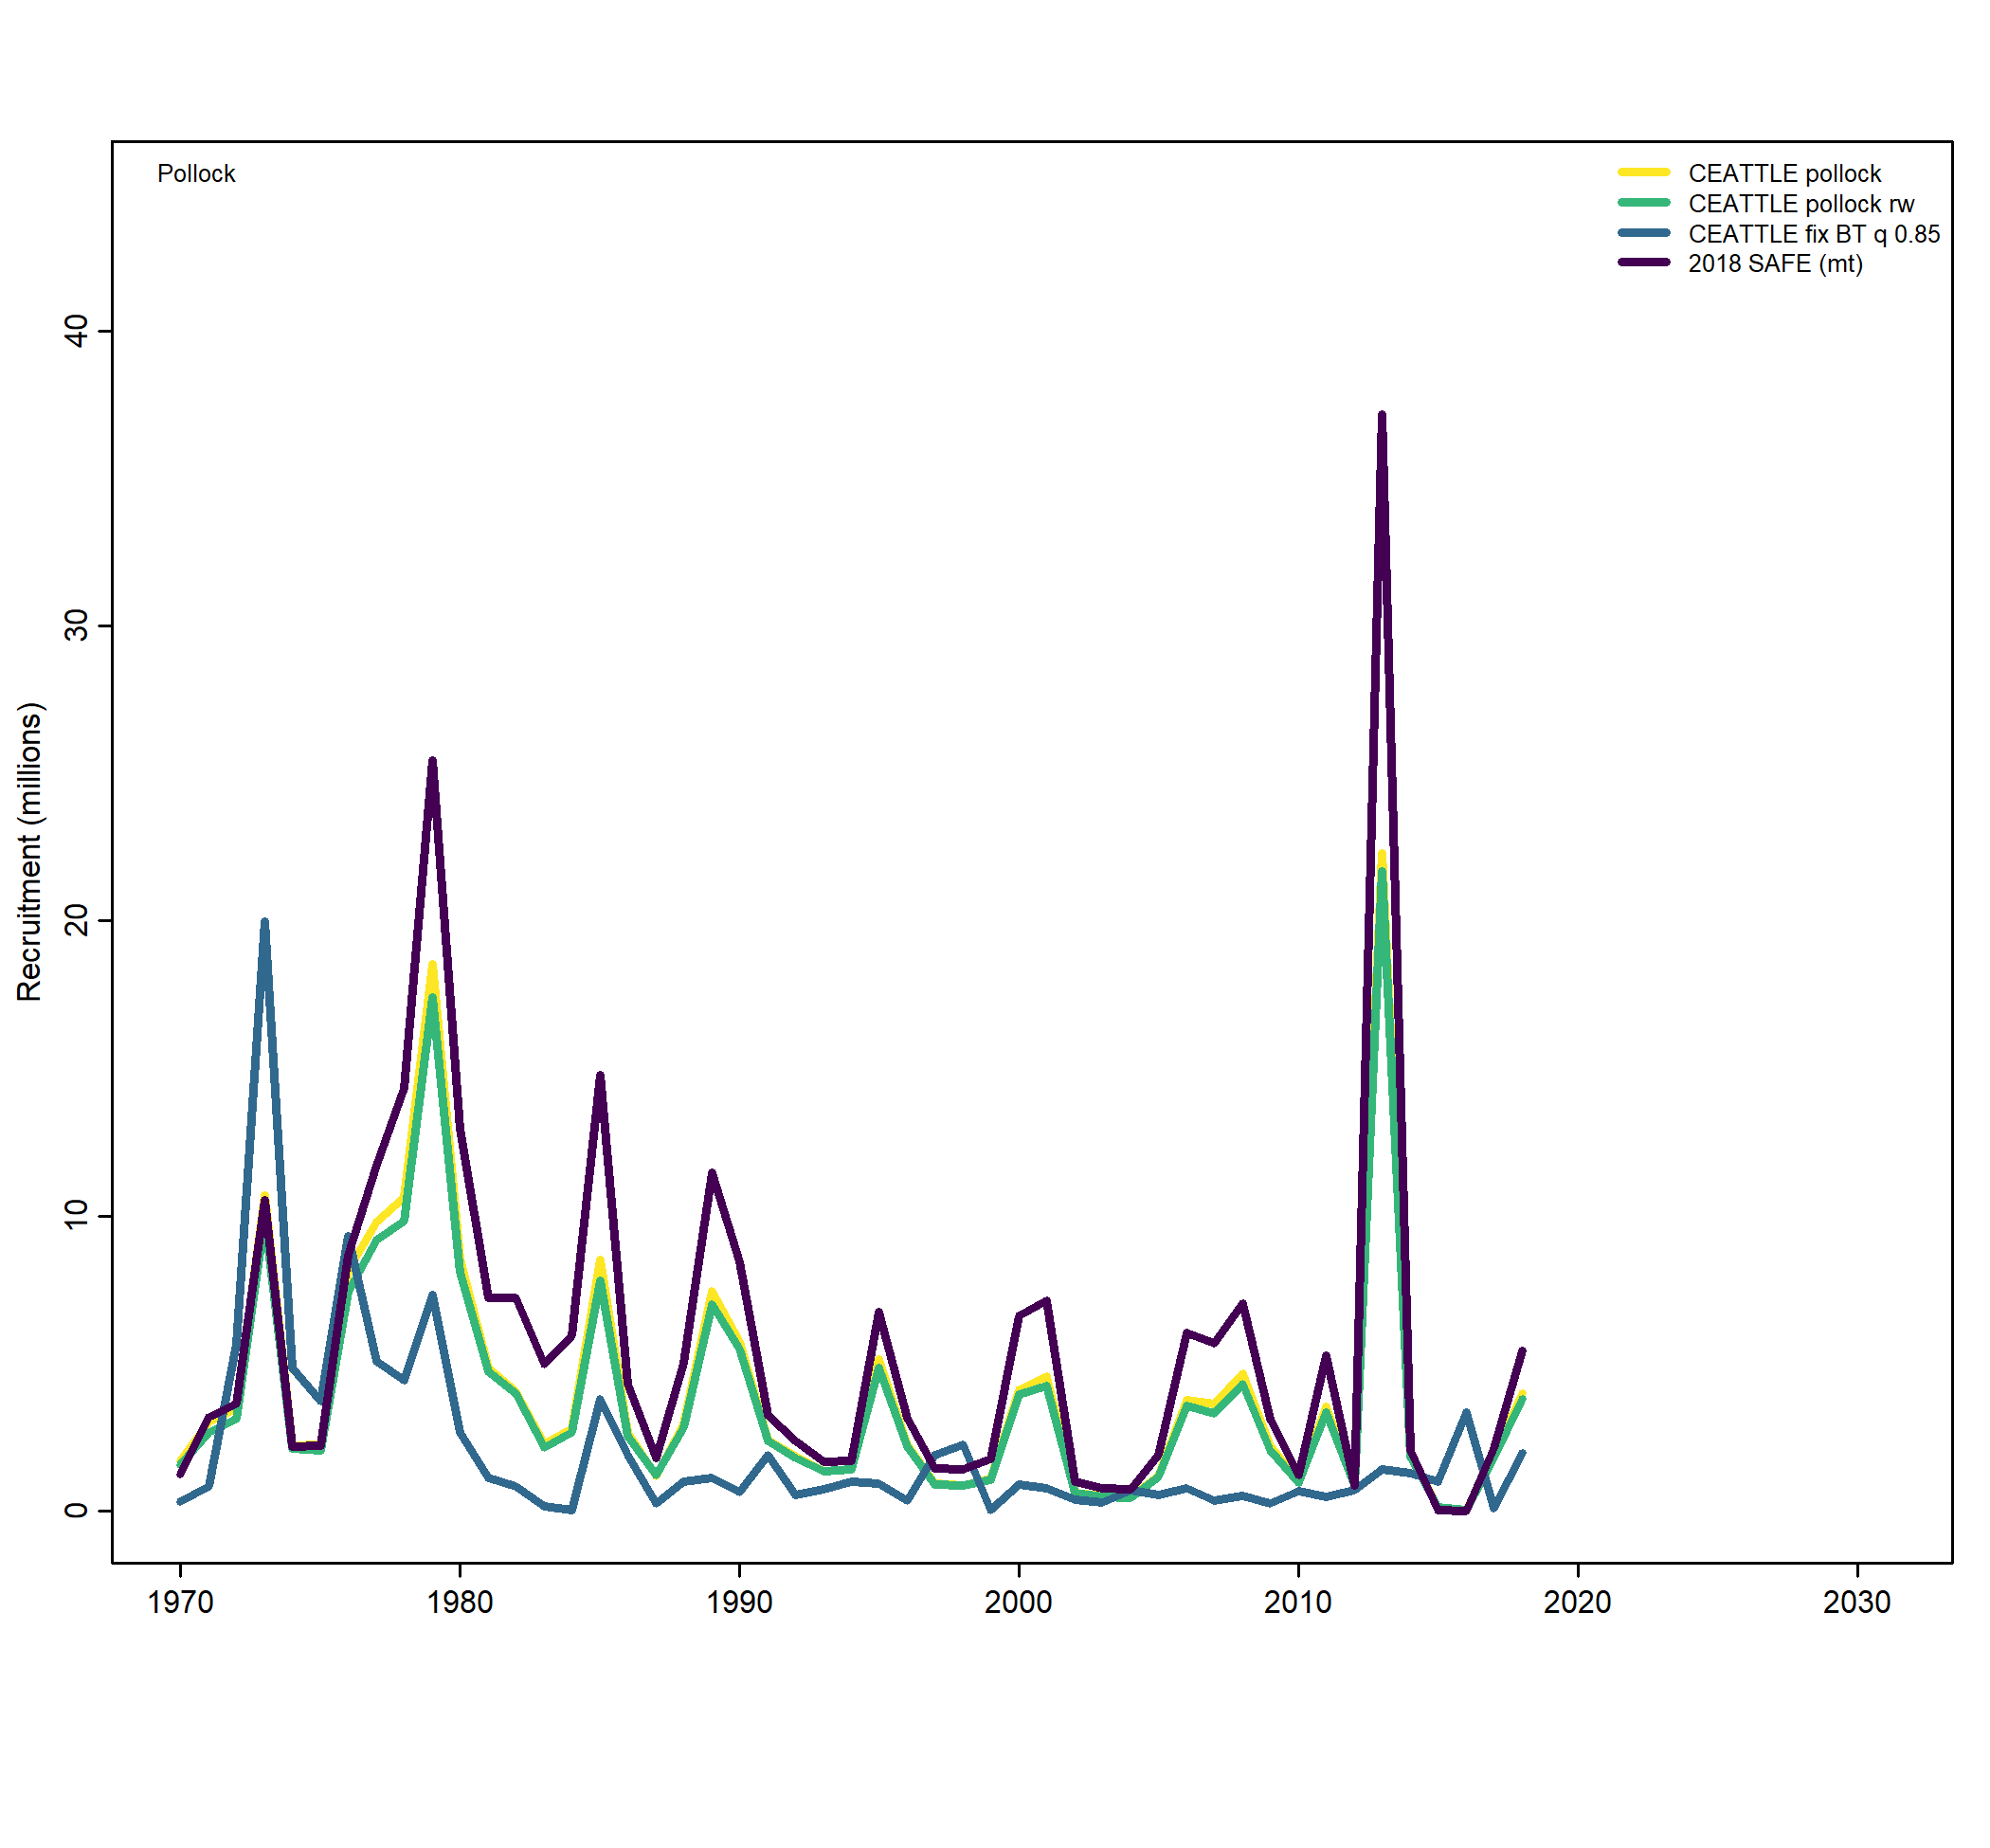 Pollock
CEATTLE pollock
CEATTLE pollock rw
CEATTLE fix BT q 0.85
2018 SAFE (mt)
Recruitment (millions)
40
30
20
10
0
1970 1980 1990 2000 2010 2020 2030